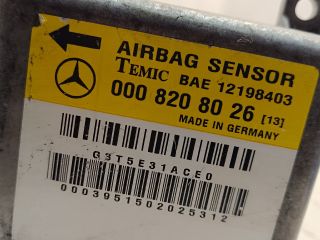 AIRBAG SENSOR
TEMIC BAE 12198403
000 820 80 26 [13]
MADE IN GERMANY
G3T5E31ACE0
0003951502025312